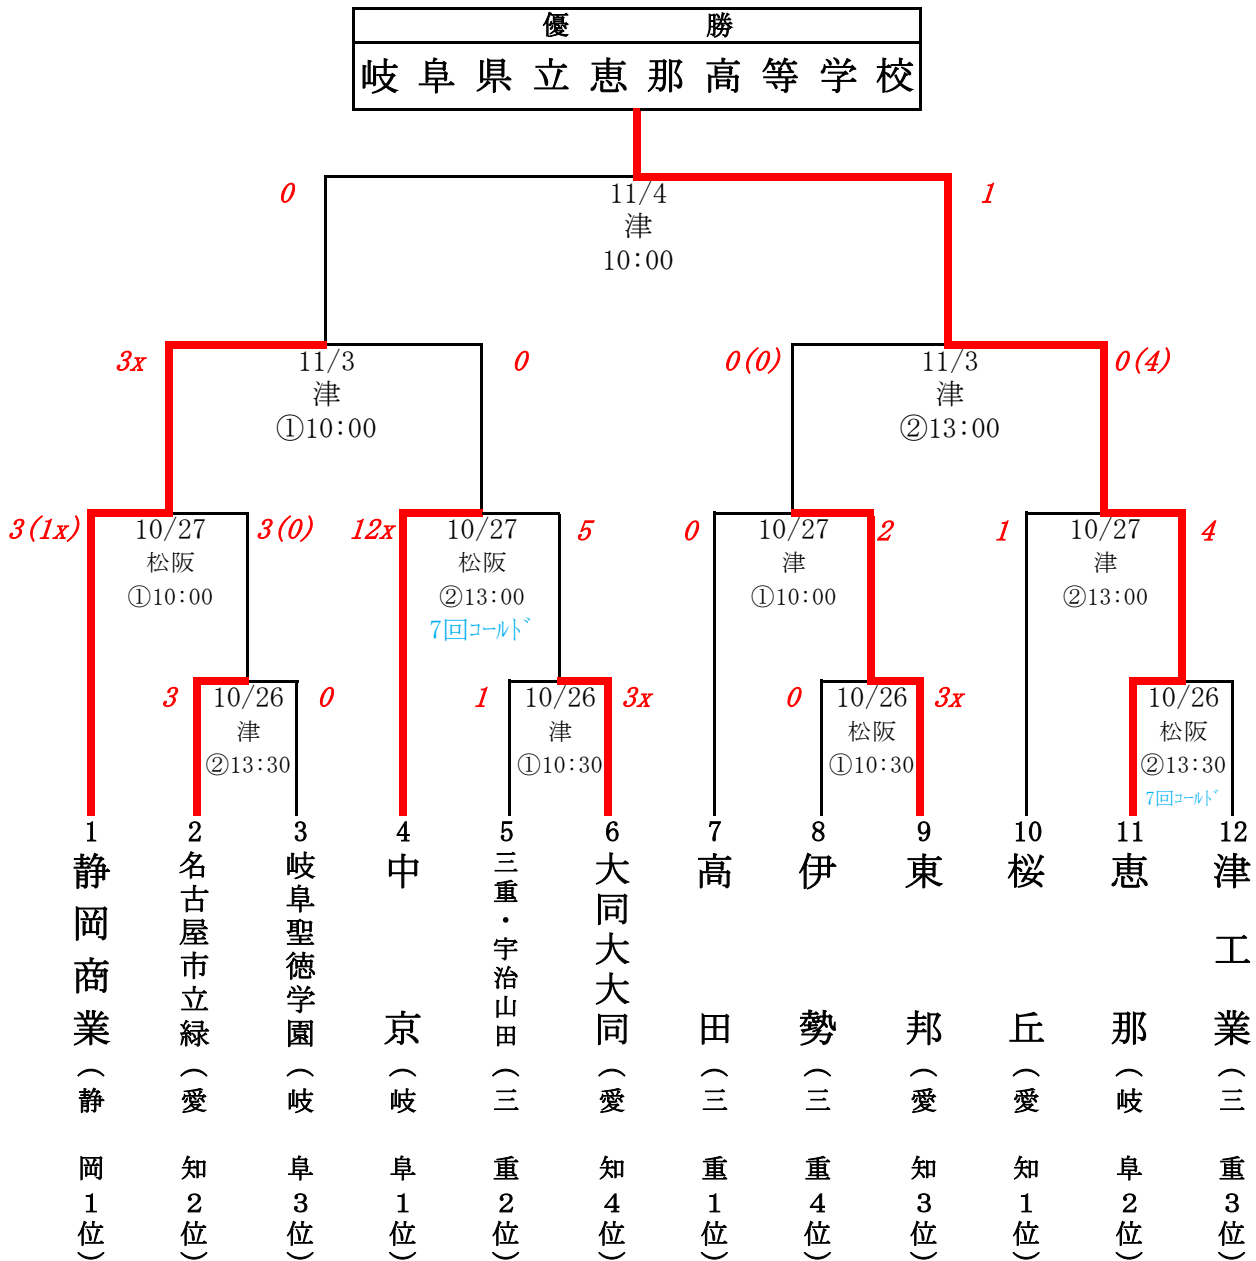 優勝
岐阜県立恵那高等学校
0
11/4
津
10:00
1
3x
11/3
津
①10:00
0
0(0)
11/3
津
②13:00
0(4)
3(1x)
10/27
松阪
①10:00
3(0)
12x
10/27
松阪
②13:00
7回ｺｰﾙﾄﾞ
5
0
10/27
津
①10:00
2
1
10/27
津
②13:00
4
3
10/26
津
②13:30
0
1
10/26
津
①10:30
3x
0
10/26
松阪
①10:30
3x
10/26
松阪
②13:30
7回ｺｰﾙﾄﾞ
1
静岡商業(静岡1位)
2
名古屋市立緑(愛知2位)
3
岐阜聖徳学園(岐阜3位)
4
中京(岐阜1位)
5
三重・宇治山田(三重2位)
6
大同大大同(愛知4位)
7
高田(三重1位)
8
伊勢(三重4位)
9
東邦(愛知3位)
10
桜丘(愛知1位)
11
恵那(岐阜2位)
12
津工業(三重3位)